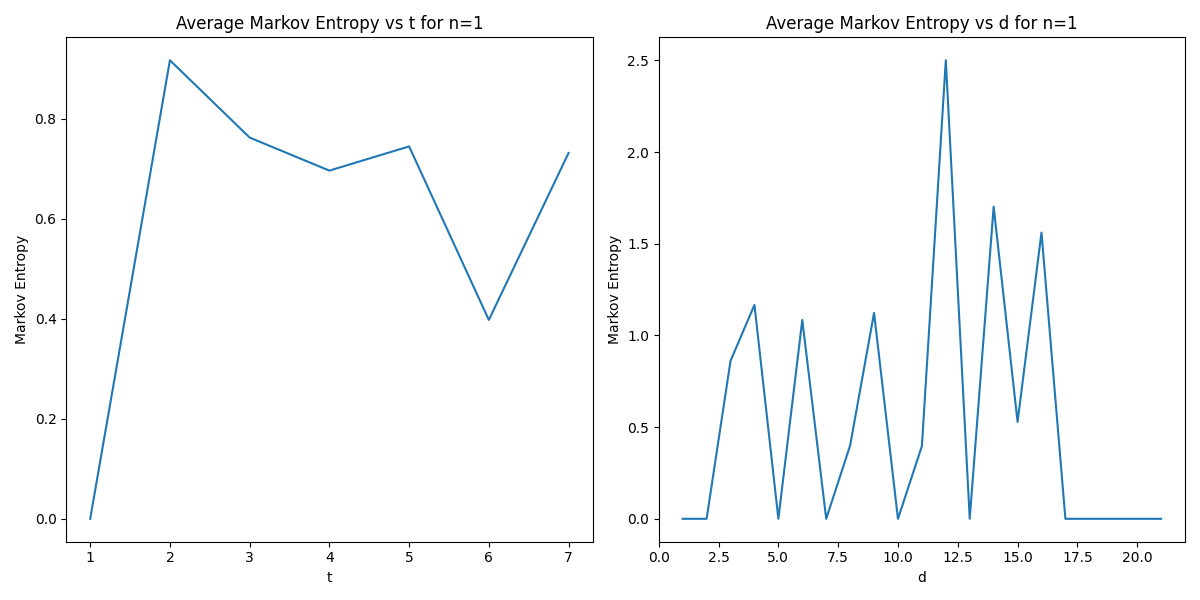 Average Markov Entropy vs t for n=1
Markov Entropy
0.8
0.6
0.4
0.2
0.0
1 2 3 4 5 6 7
t
Average Markov Entropy vs d for n=1
Markov Entropy
2.5
2.0
1.5
1.0
0.5
0.0
0.0 2.5 5.0 7.5 10.0 12.5 15.0 17.5 20.0
d